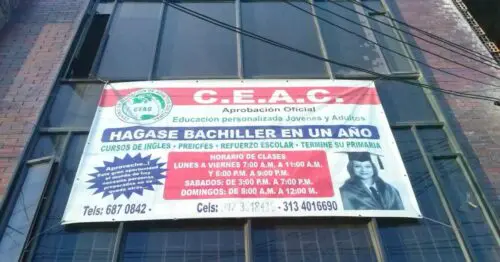 C.E.A.C.
Aprobación Oficial
Educación personalizada Jovenes y Adultos
HAGASE BACHILLER EN UN AÑO
CURSOS DE INGLES - PREICFES - REFUERZO ESCOLAR - TERMINE SU PRIMARIA
Aproveche..!
HORARIO DE CLASES
LUNES A VIERNES 7:00 A.M. A 11:00 A.M.
Y 6:00 P.M. A 9:00 P.M.
SABADOS: DE 3:00 P.M. A 7:00 P.M.
DOMINGOS: DE 8:00 A.M. A 12:00 M.
Tels: 687 0842 -
Cels: - 313 4016690